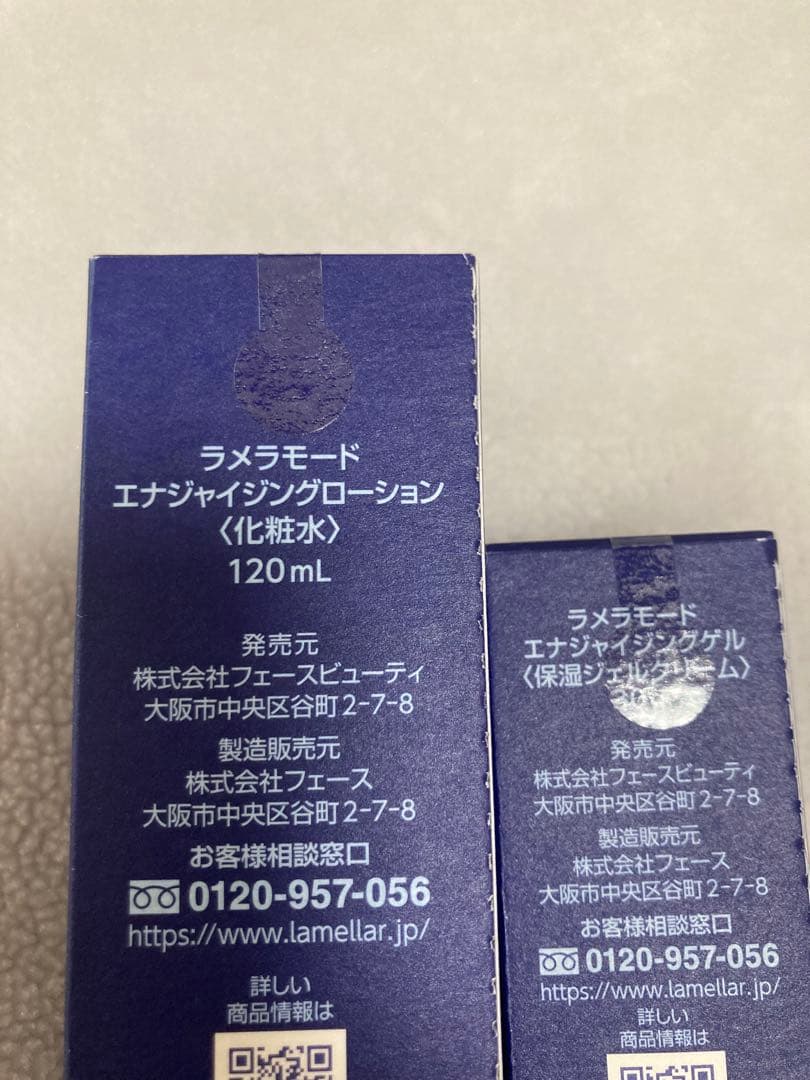 ラメラモード
エナジャイジングローション
〈化粧水〉
120mL
発売元
株式会社フェースビューティ
大阪市中央区谷町2-7-8
製造販売元
株式会社フェース
大阪市中央区谷町2-7-8
お客様相談窓口
0120-957-056
https://www.lamellar.jp/
詳しい
商品情報は
ラメラモード
エナジャイジングゲル
〈保湿ジェルクリーム〉
発売元
株式会社フェースビューティ
大阪市中央区谷町2-7-8
製造販売元
株式会社フェース
大阪市中央区谷町2-7-8
お客様相談窓口
0120-957-056
https://www.lamellar.jp/
詳しい
商品情報は